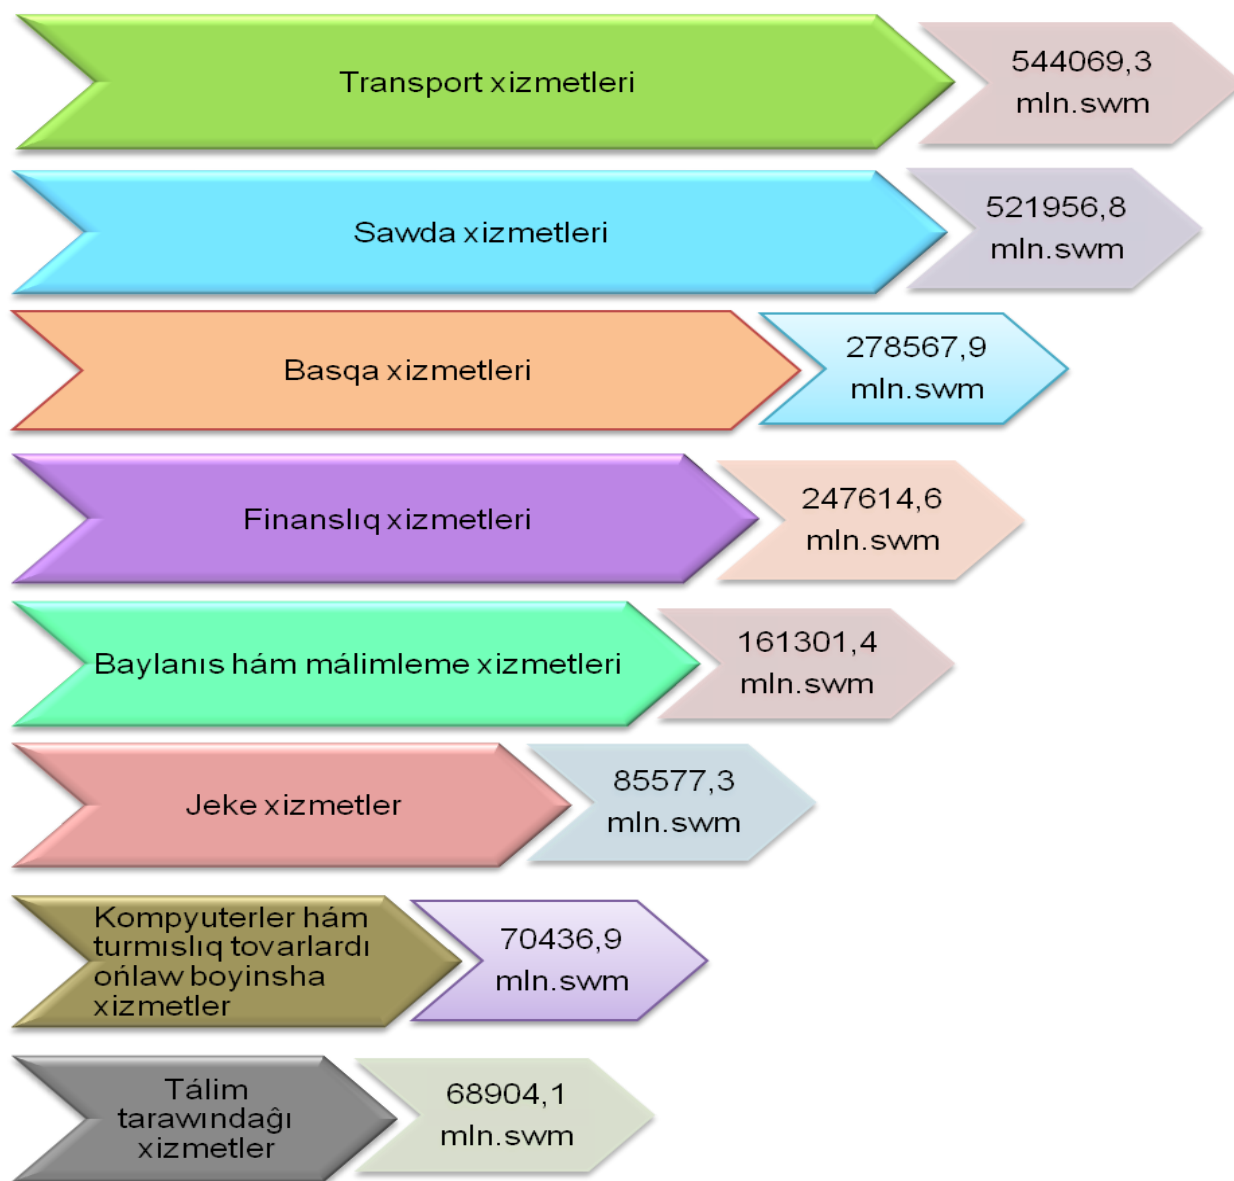 Transport xizmetleri
544069,3
mln.swm
Sawda xizmetleri
521956,8
mln.swm
Basqa xizmetleri
278567,9
mln.swm
Finanslıq xizmetleri
247614,6
mln.swm
Baylanıs hám málimleme xizmetleri
161301,4
mln.swm
Jeke xizmetler
85577,3
mln.swm
Kompyuterler hám
turmıslıq tovarlardı
ońlaw boyinsha
xizmetler
70436,9
mln.swm
Tálim
tarawındaĝı
xizmetler
68904,1
mln.swm